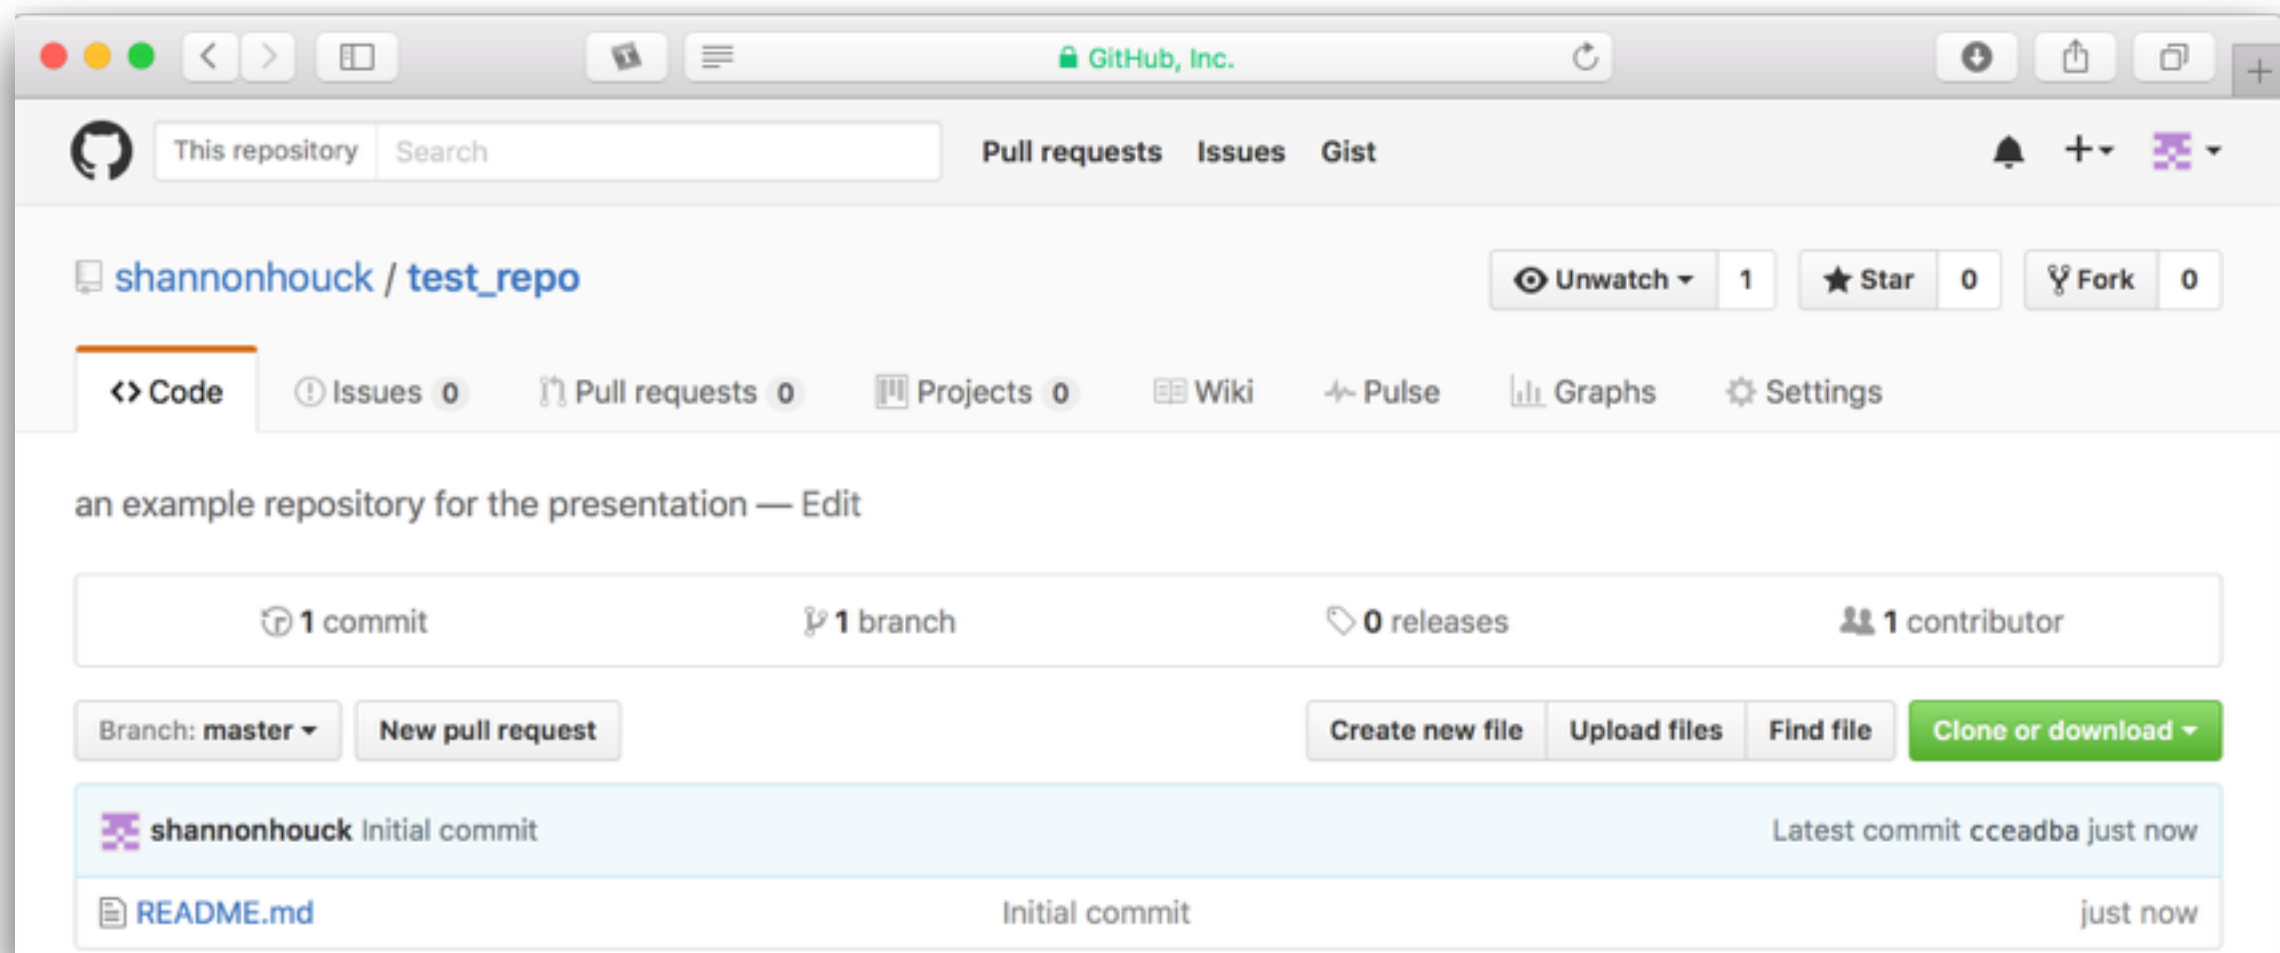 GitHub, Inc.
This repository Search Pull requests Issues Gist
shannonhouck / test_repo Unwatch 1 Star 0 Fork 0
Code Issues 0 Pull requests 0 Projects 0 Wiki Pulse Graphs Settings
an example repository for the presentation — Edit
1 commit 1 branch 0 releases 1 contributor
Branch: master New pull request Create new file Upload files Find file Clone or download
shannonhouck Initial commit Latest commit cceadba just now
README.md Initial commit just now